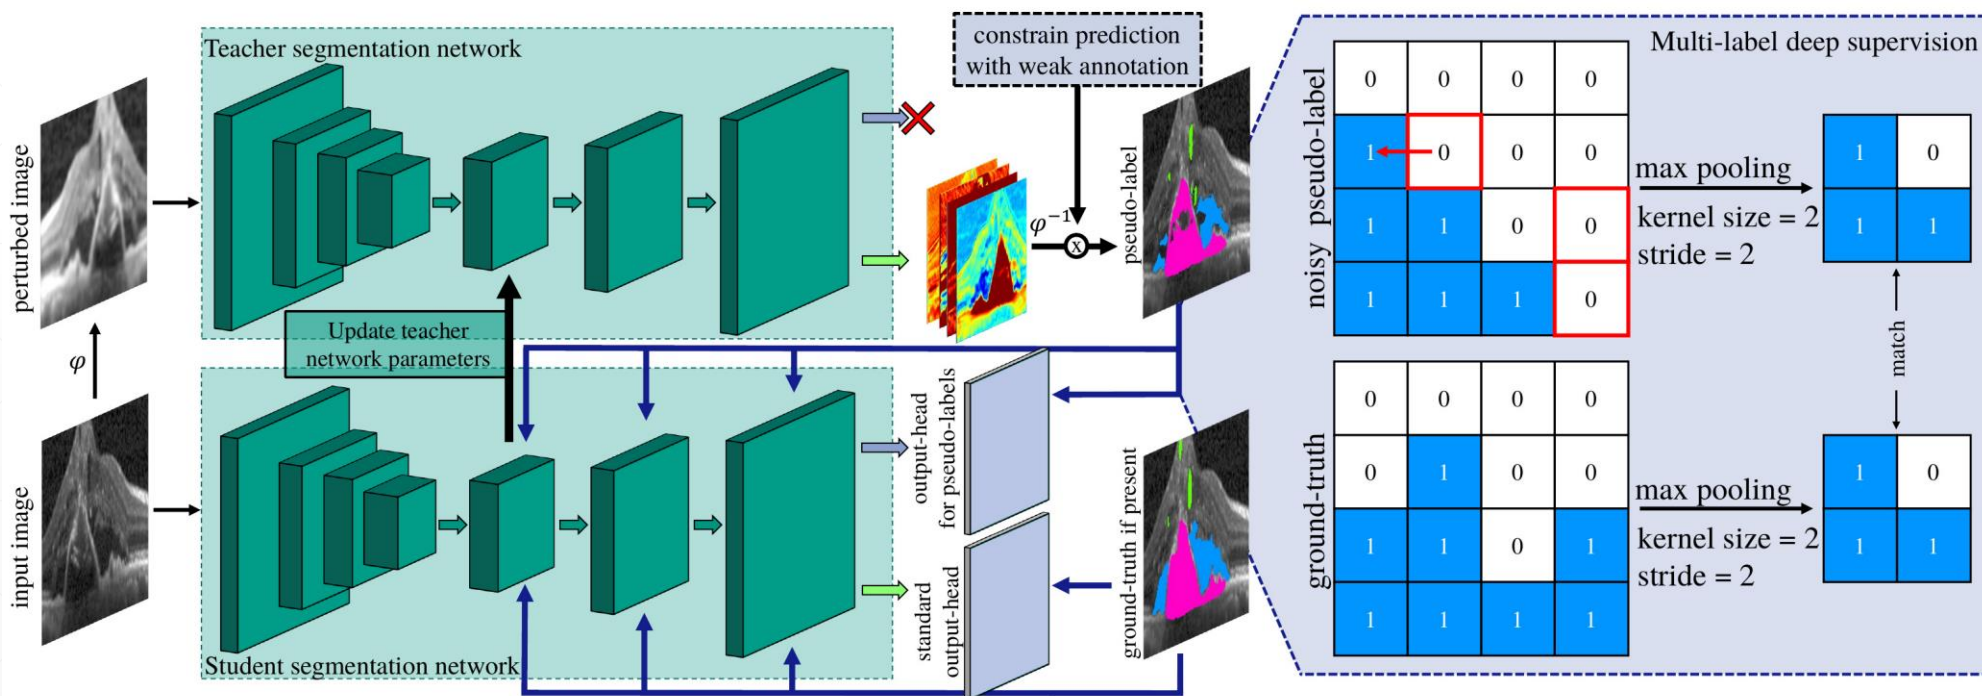 Teacher segmentation network
perturbed image
φ
input image
Update teacher
network parameters
Student segmentation network
constrain prediction
with weak annotation
φ⁻¹
x
pseudo-label
output-head
for pseudo-labels
standard
output-head
ground-truth if present
Multi-label deep supervision
noisy pseudo-label
0 0 0 0
1 0 0 0
1 1 0 0
1 1 1 0
max pooling
kernel size = 2
stride = 2
1 0
1 1
match
ground-truth
0 0 0 0
0 1 0 0
1 1 0 1
1 1 1 1
max pooling
kernel size = 2
stride = 2
1 0
1 1